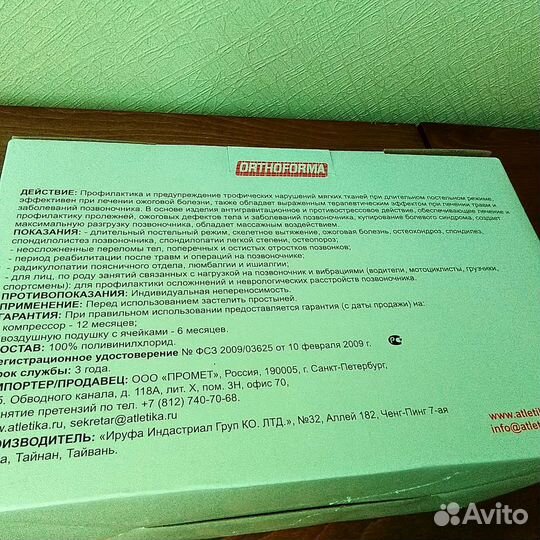 ORTHOFORMA
ДЕЙСТВИЕ: Профилактика и предупреждение трофических нарушений мягких тканей при длительном постельном режиме,
эффективен при лечении ожоговой болезни, также обладает выраженным терапевтическим эффектом при лечении травм и
заболеваний позвоночника. В основе изделия антигравитационное и противострессовое действие, обеспечивающее лечение и
профилактику пролежней, ожоговых дефектов тела и заболеваний позвоночника, купирование болевого синдрома, создает
максимальную разгрузку позвоночника, обладает массажным воздействием.
ПОКАЗАНИЯ: - длительный постельный режим, скелетное вытяжение, ожоговая болезнь, остеохондроз, спондилез,
спондилолистез позвоночника, спондилопатии легкой степени, остеопороз;
- неосложненные переломы тел, поперечных и остистых отростков позвонков;
- период реабилитации после травм и операций на позвоночнике;
- радикулопатии поясничного отдела, люмбалгии и ишиалгии;
- для лиц, по роду занятий связанных с нагрузкой на позвоночник и вибрациями (водители, мотоциклисты, грузчики,
спортсмены): для профилактики осложнений и неврологических расстройств позвоночника.
ПРОТИВОПОКАЗАНИЯ: Индивидуальная непереносимость.
ПРИМЕНЕНИЕ: Перед использованием застелить простыней.
ГАРАНТИЯ: При правильном использовании предоставляется гарантия (с даты продажи) на:
компрессор - 12 месяцев;
воздушную подушку с ячейками - 6 месяцев.
ОСТАВ: 100% поливинилхлорид.
егистрационное удостоверение № ФСЗ 2009/03625 от 10 февраля 2009 г.
рок службы: 3 года.
МПОРТЕР/ПРОДАВЕЦ: ООО «ПРОМЕТ», Россия, 190005, г. Санкт-Петербург,
б. Обводного канала, д. 118А, лит. Х, пом. 3Н, офис 70,
нятие претензий по тел. +7 (812) 740-70-68.
w.atletika.ru, sekretar@atletika.ru
ОИЗВОДИТЕЛЬ: «Ируфа Индастриал Груп КО. ЛТД.», №32, Аллей 182, Ченг-Пинг 7-ая
а, Тайнан, Тайвань.
www.atleti
info@atlet
Avito